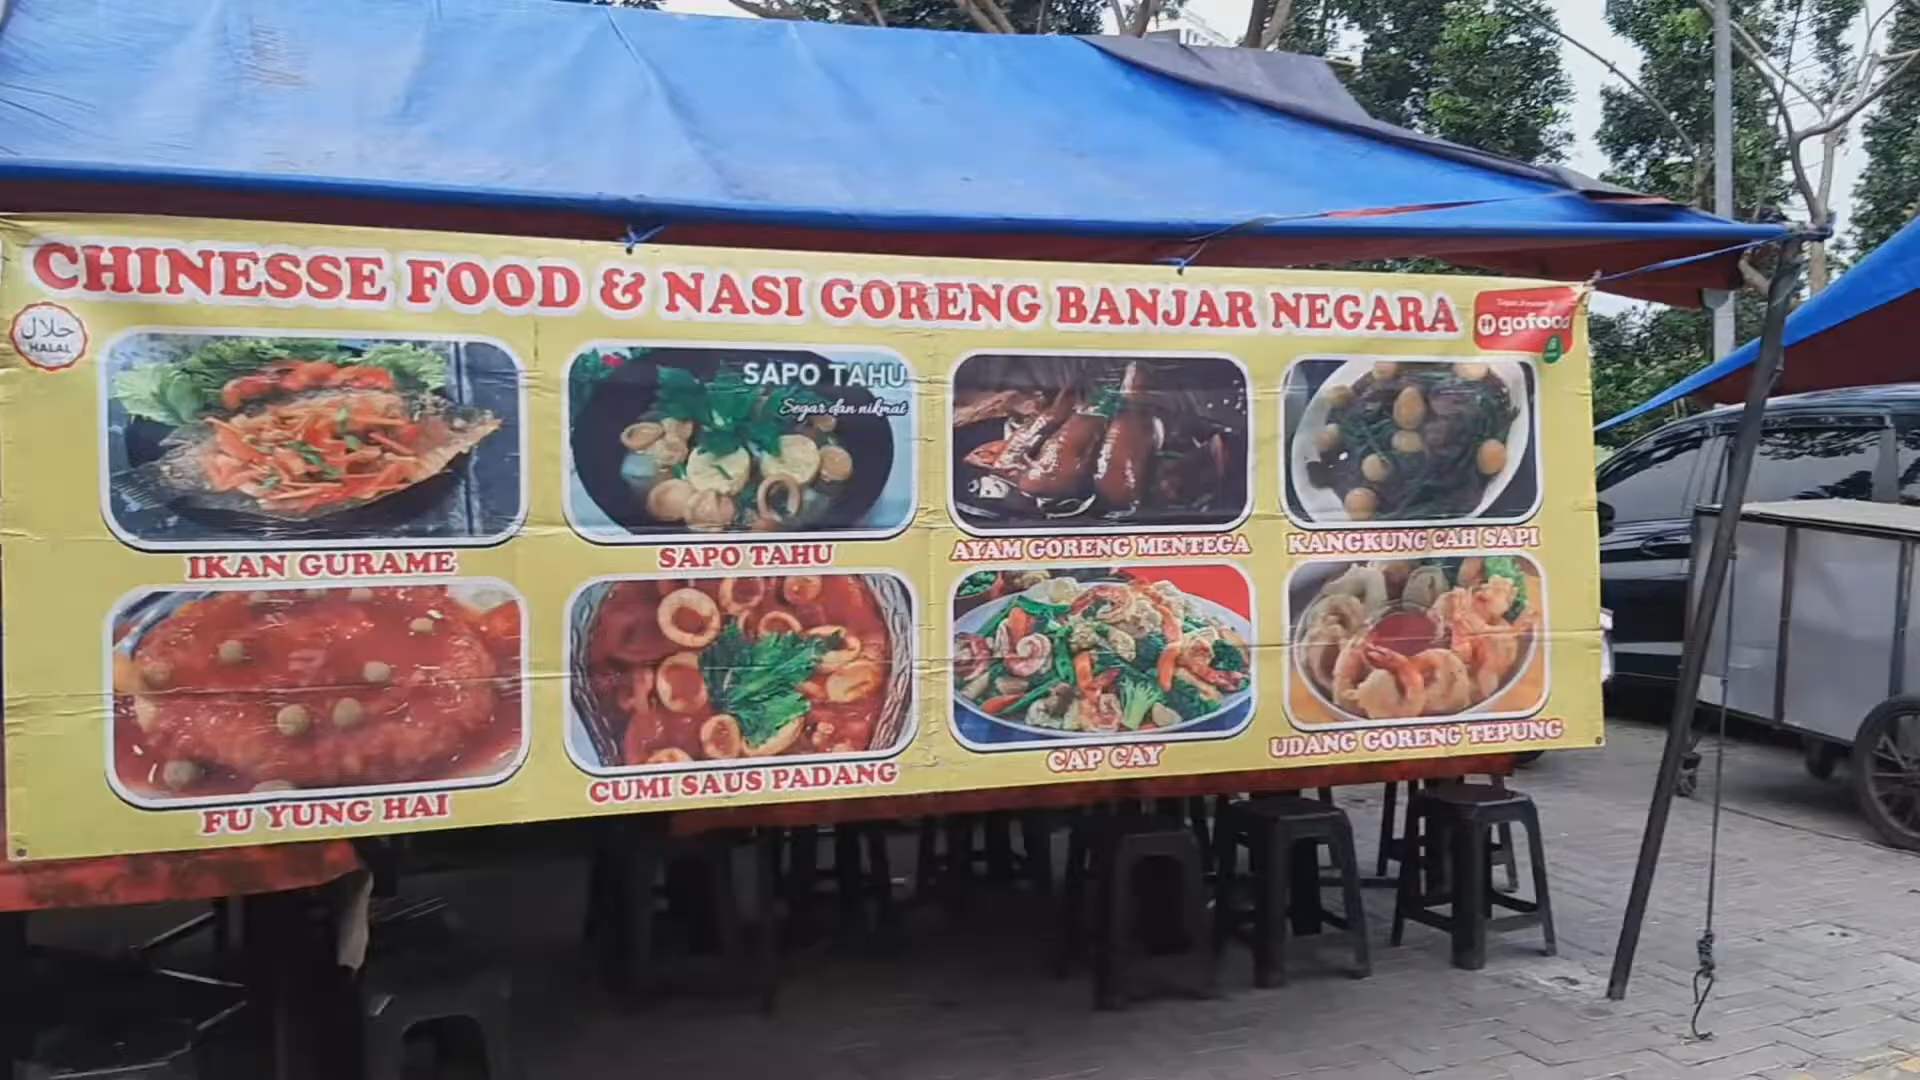 CHINESSE FOOD & NASI GORENG BANJAR NEGARA
حلال
HALAL
gofood
SAPO TAHU
Segar dan nikmat
IKAN GURAME
SAPO TAHU
AYAM GORENG MENTEGA
KANGKUNG CAH SAPI
FU YUNG HAI
CUMI SAUS PADANG
CAP CAY
UDANG GORENG TEPUNG